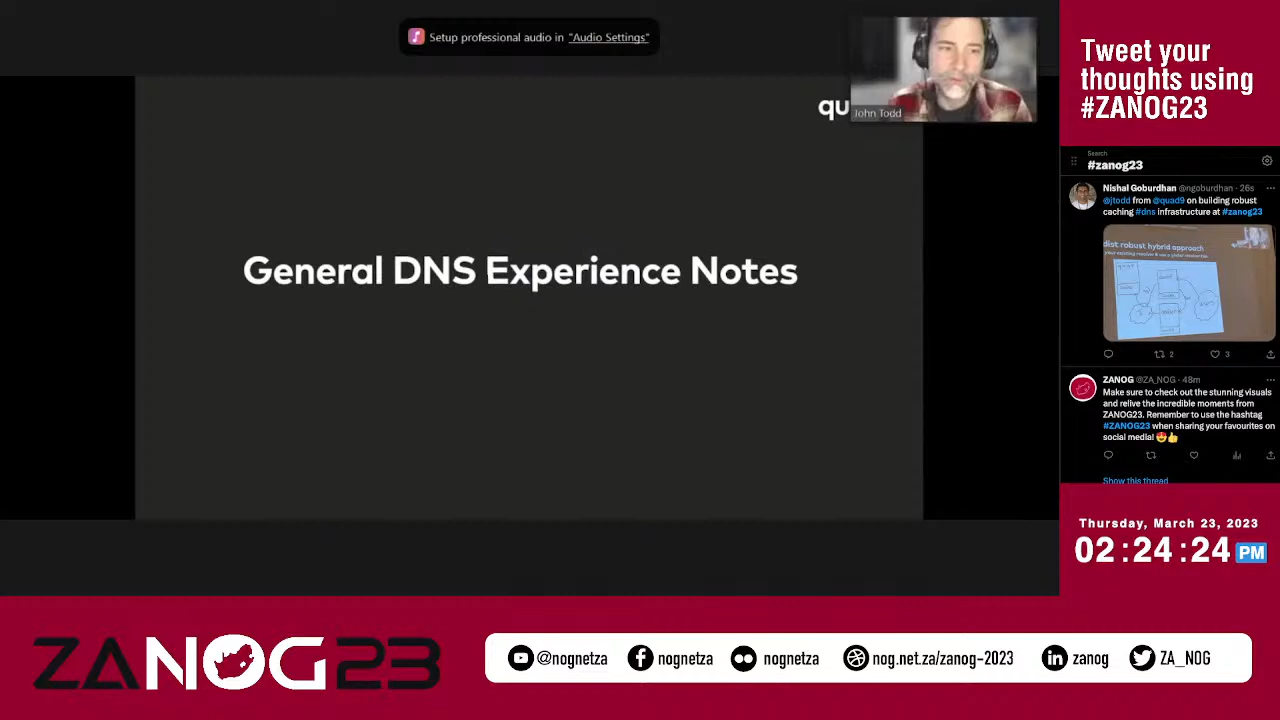 Setup professional audio in "Audio Settings"
qu
John Todd
General DNS Experience Notes
Tweet your
thoughts using
#ZANOG23
Search
#zanog23
Nishal Goburdhan @ngoburdhan · 26s
@jtodd from @quad9 on building robust
caching #dns infrastructure at #zanog23
dist robust hybrid approach
2
3
ZANOG @ZA_NOG · 48m
Make sure to check out the stunning visuals
and relive the incredible moments from
ZANOG23. Remember to use the hashtag
#ZANOG23 when sharing your favourites on
social media! 😍👍
Show this thread
Thursday, March 23, 2023
02:24:24 PM
ZANOG23
@nognetza
nognetza
nognetza
nog.net.za/zanog-2023
zanog
ZA_NOG